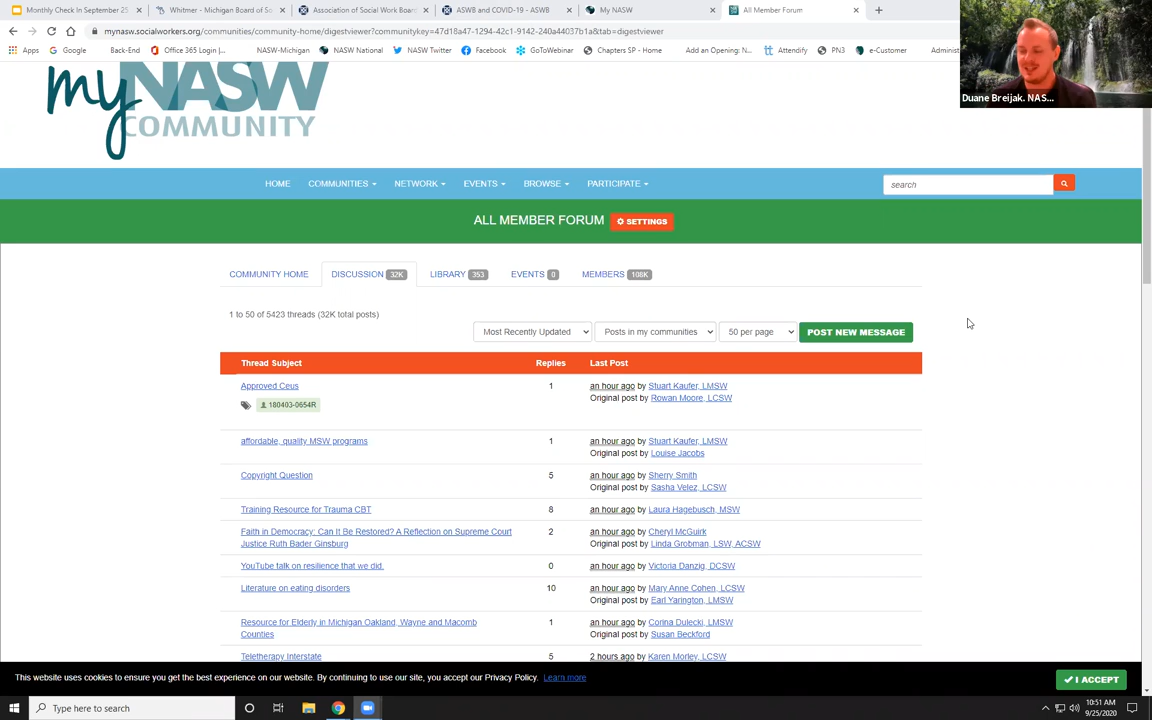 Monthly Check In September 25
Whitmer - Michigan Board of So
Association of Social Work Board
ASWB and COVID-19 - ASWB
My NASW
All Member Forum
mynasw.socialworkers.org/communities/community-home/digestviewer?communitykey=47d18a47-1294-42c1-9142-240a44037b1a&tab=digestviewer
Apps
Google
Back-End
Office 365 Login |...
NASW-Michigan
NASW National
NASW Twitter
Facebook
GoToWebinar
Chapters SP - Home
Add an Opening: N...
Attendify
PN3
e-Customer
Adminis
Duane Breijak. NAS...
my NASW
COMMUNITY
HOME
COMMUNITIES
NETWORK
EVENTS
BROWSE
PARTICIPATE
search
ALL MEMBER FORUM
SETTINGS
COMMUNITY HOME
DISCUSSION 32K
LIBRARY 353
EVENTS 0
MEMBERS 108K
1 to 50 of 5423 threads (32K total posts)
Most Recently Updated
Posts in my communities
50 per page
POST NEW MESSAGE
Thread Subject Replies Last Post
Approved Ceus 1 an hour ago by Stuart Kaufer, LMSW
Original post by Rowan Moore, LCSW
180403-0654R
affordable, quality MSW programs 1 an hour ago by Stuart Kaufer, LMSW
Original post by Louise Jacobs
Copyright Question 5 an hour ago by Sherry Smith
Original post by Sasha Velez, LCSW
Training Resource for Trauma CBT 8 an hour ago by Laura Hagebusch, MSW
Faith in Democracy: Can It Be Restored? A Reflection on Supreme Court 2 an hour ago by Cheryl McGuirk
Justice Ruth Bader Ginsburg Original post by Linda Grobman, LSW, ACSW
YouTube talk on resilience that we did. 0 an hour ago by Victoria Danzig, DCSW
Literature on eating disorders 10 an hour ago by Mary Anne Cohen, LCSW
Original post by Earl Yarington, LMSW
Resource for Elderly in Michigan Oakland, Wayne and Macomb 1 an hour ago by Corina Dulecki, LMSW
Counties Original post by Susan Beckford
Teletherapy Interstate 5 2 hours ago by Karen Morley, LCSW
This website uses cookies to ensure you get the best experience on our website. By continuing to use our site, you accept our Privacy Policy. Learn more
I ACCEPT
Type here to search
10:51 AM
9/25/2020